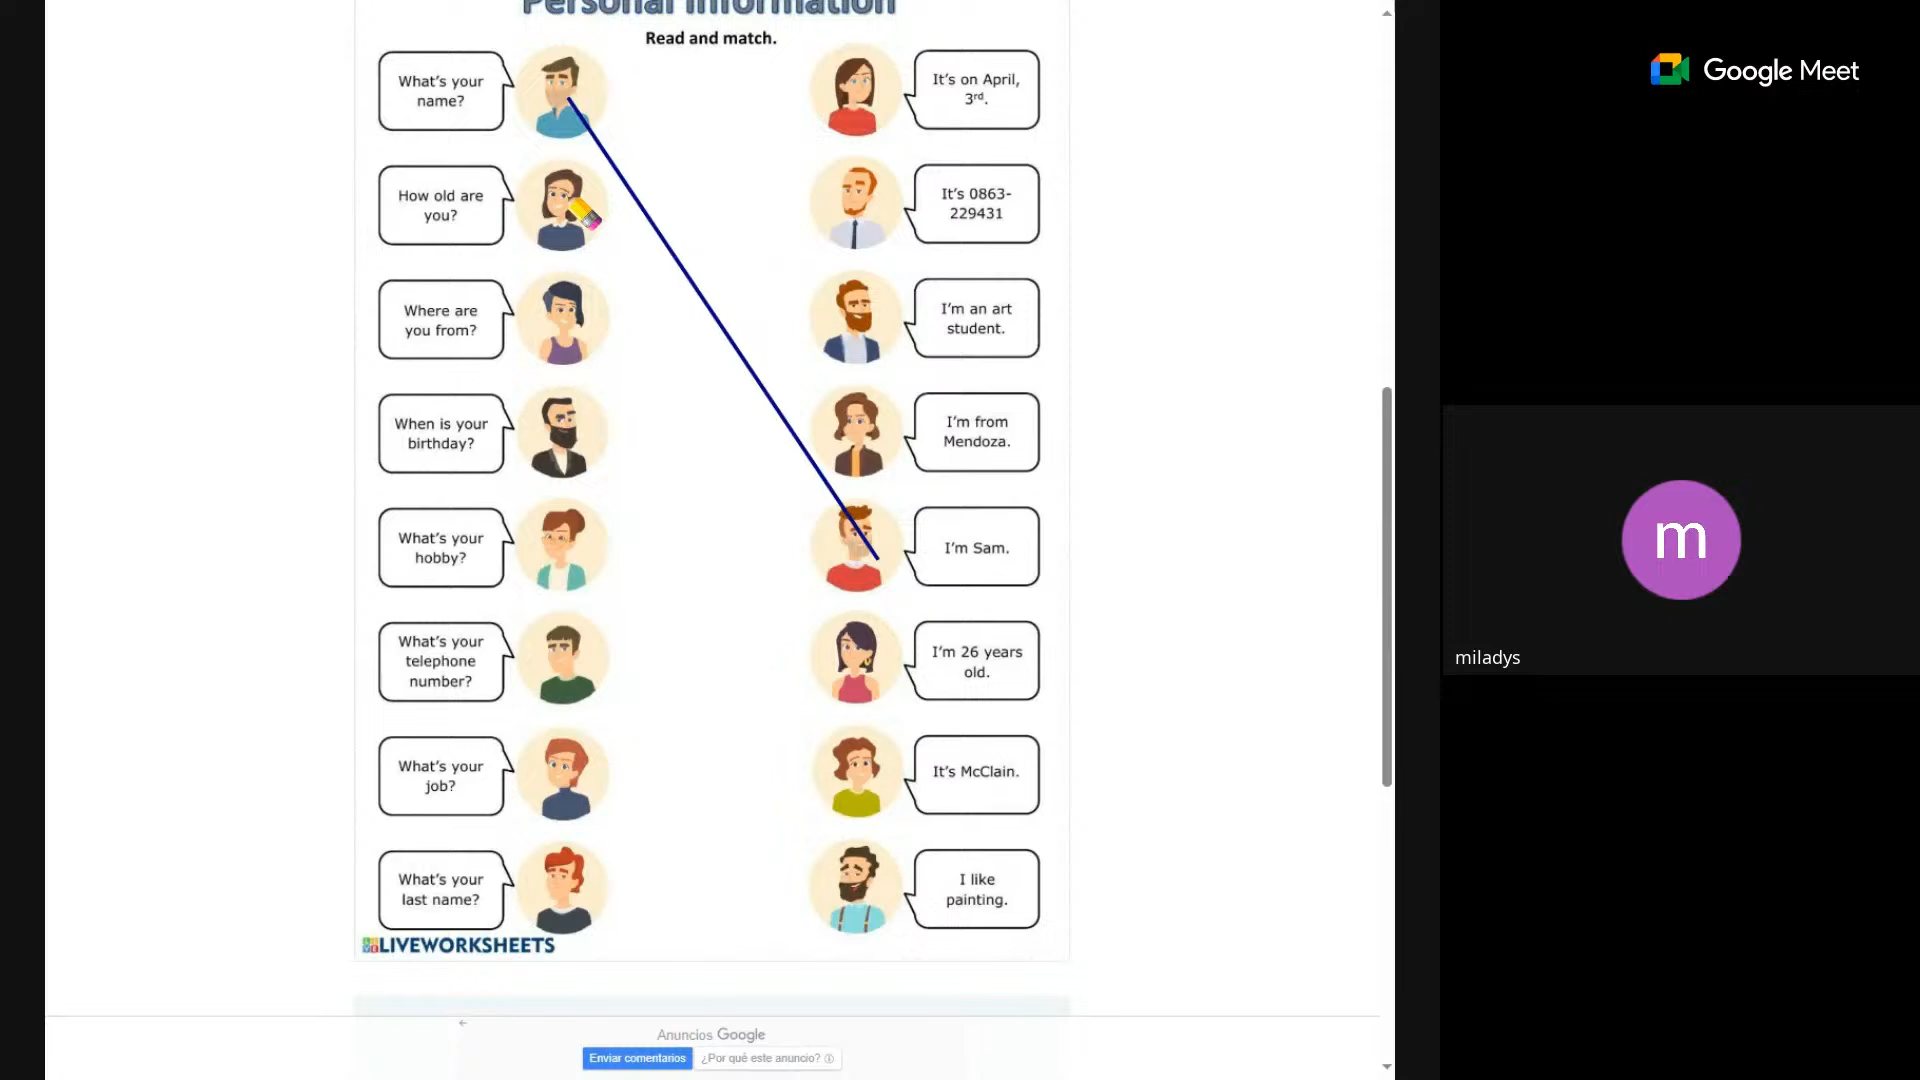 Personal Information
Read and match.
What's your
name?
It's on April,
3rd.
How old are
you?
It's 0863-
229431
Where are
you from?
I'm an art
student.
When is your
birthday?
I'm from
Mendoza.
What's your
hobby?
I'm Sam.
What's your
telephone
number?
I'm 26 years
old.
What's your
job?
It's McClain.
What's your
last name?
I like
painting.
LIVEWORKSHEETS
Anuncios Google
Enviar comentarios
¿Por qué este anuncio?
Google Meet
m
miladys